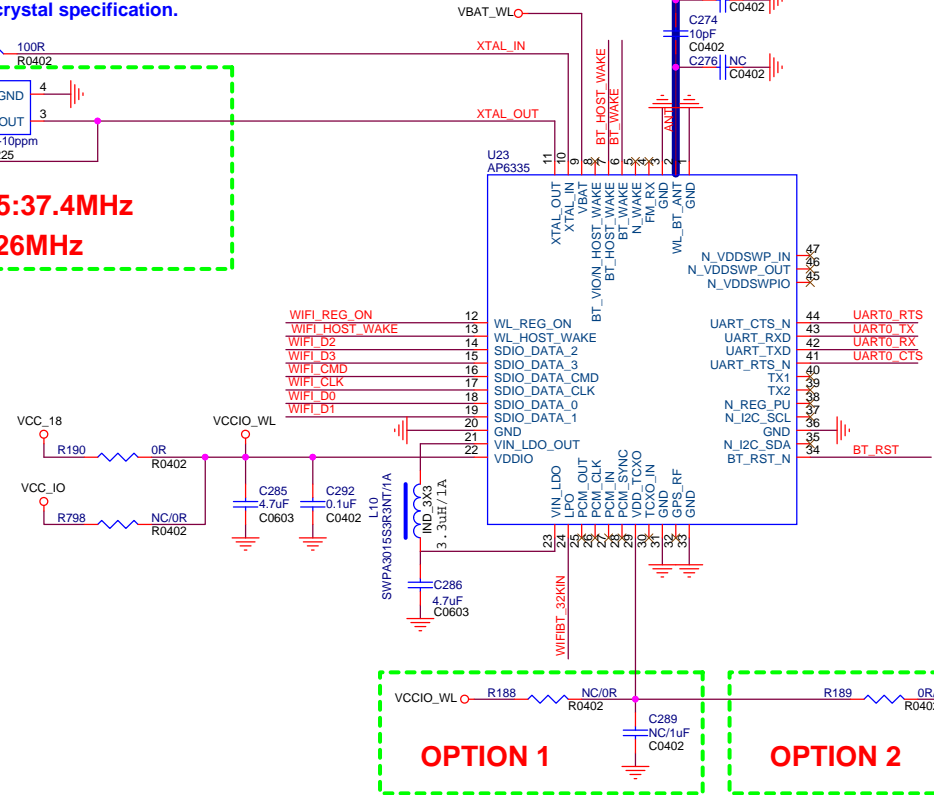 crystal specification.
VBAT_WL
C0402
C274
10pF
C0402
C276
NC
C0402
100R
R0402
XTAL_IN
XTAL_OUT
BT_HOST_WAKE
BT_WAKE
ANT
GND
4
OUT
3
10ppm
5:37.4MHz
26MHz
U23
AP6335
11
10
9
8
7
6
5
4
3
2
1
XTAL_OUT
XTAL_IN
VBAT
BT_VIO/N_HOST_WAKE
BT_HOST_WAKE
BT_WAKE
N_WAKE
FM_RX
GND
WL_BT_ANT
GND
N_VDDSWP_IN 47
N_VDDSWP_OUT 46
N_VDDSWPIO 45
WIFI_REG_ON 12 WL_REG_ON
WIFI_HOST_WAKE 13 WL_HOST_WAKE
WIFI_D2 14 SDIO_DATA_2
WIFI_D3 15 SDIO_DATA_3
WIFI_CMD 16 SDIO_DATA_CMD
WIFI_CLK 17 SDIO_DATA_CLK
WIFI_D0 18 SDIO_DATA_0
WIFI_D1 19 SDIO_DATA_1
20 GND
21 VIN_LDO_OUT
22 VDDIO
UART_CTS_N 44 UART0_RTS
UART_RXD 43 UART0_TX
UART_TXD 42 UART0_RX
UART_RTS_N 41 UART0_CTS
TX1 40
TX2 39
N_REG_PU 38
N_I2C_SCL 37
GND 36
N_I2C_SDA 35
BT_RST_N 34 BT_RST
VCC_18
R190
0R
R0402
VCCIO_WL
VCC_IO
R798
NC/0R
R0402
C285
4.7uF
C0603
C292
0.1uF
C0402
SWPA3015S3R3NT/1A
L10
IND_3X3
3.3uH/1A
C286
4.7uF
C0603
VIN_LDO
LPO
PCM_OUT
PCM_CLK
PCM_IN
PCM_SYNC
VDD_TCXO
TCXO_IN
GND
GPS_RF
GND
23
24
25
26
27
28
29
30
31
32
33
WIFIBT_32KIN
VCCIO_WL
R188
NC/0R
R0402
C289
NC/1uF
C0402
OPTION 1
R189
OPTION 2